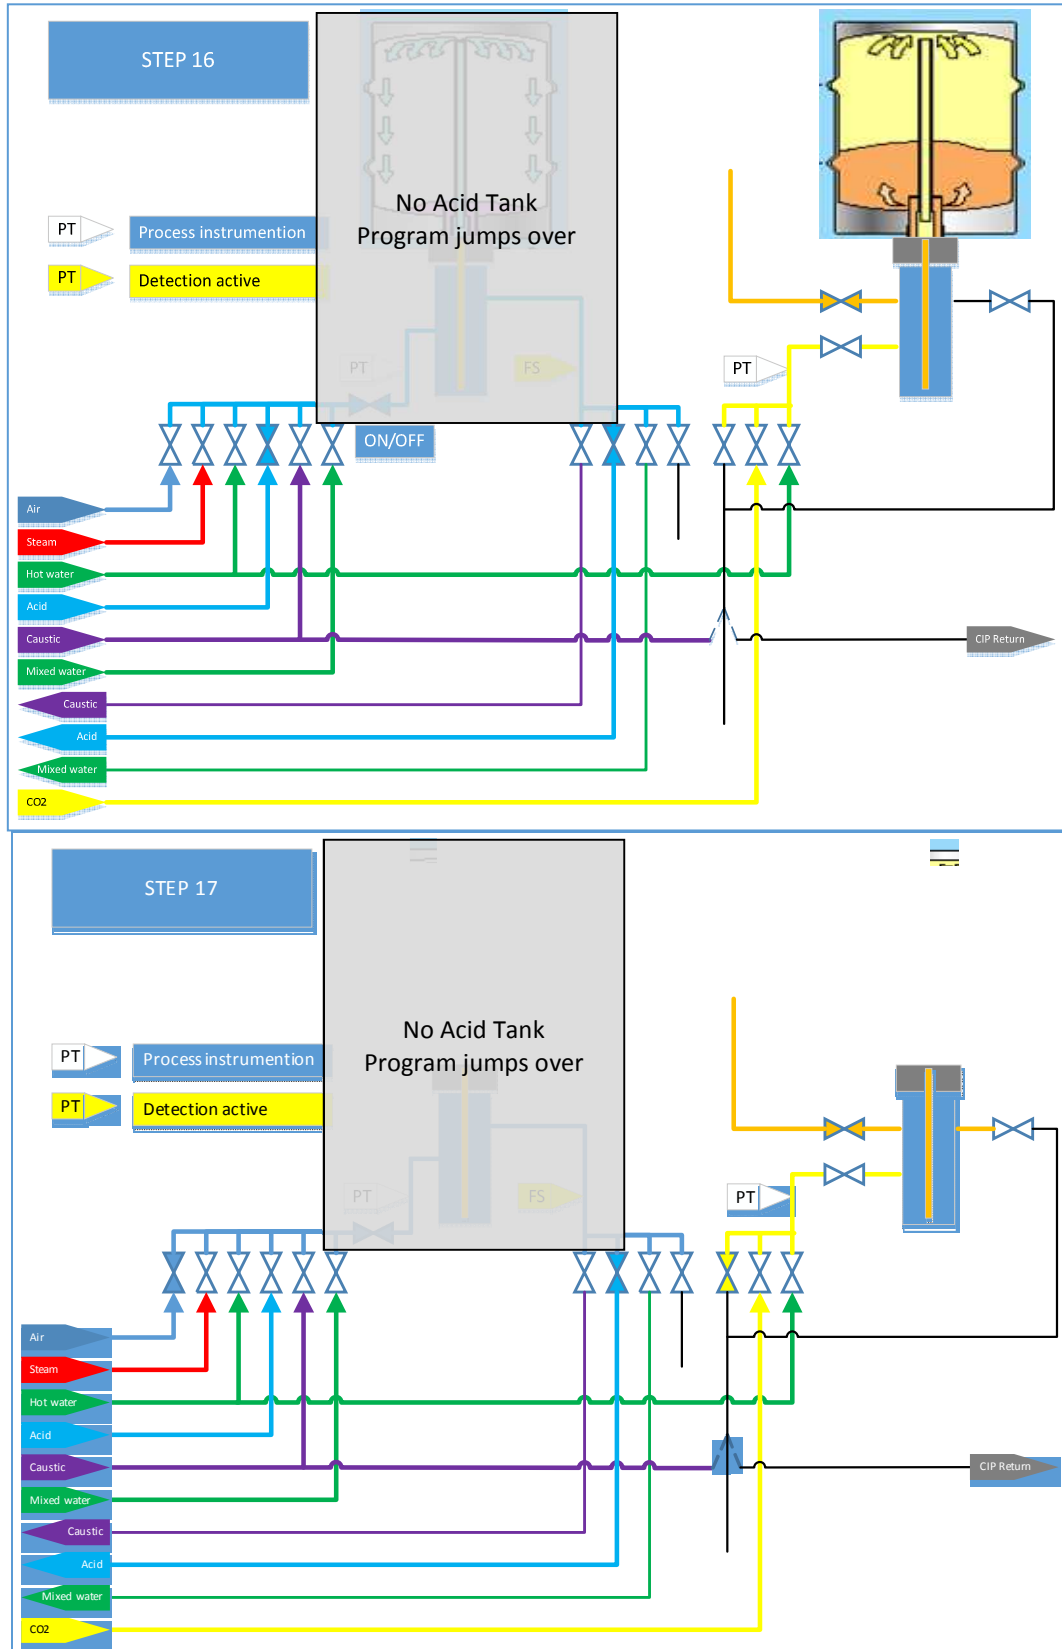 STEP 16
No Acid Tank
Program jumps over
PT
Process instrumention
PT
Detection active
PT
FS
PT
ON/OFF
Air
Steam
Hot water
Acid
Caustic
Mixed water
CIP Return
Caustic
Acid
Mixed water
CO2
STEP 17
No Acid Tank
Program jumps over
PT
Process instrumention
PT
Detection active
PT
FS
PT
Air
Steam
Hot water
Acid
Caustic
CIP Return
Mixed water
Caustic
Acid
Mixed water
CO2